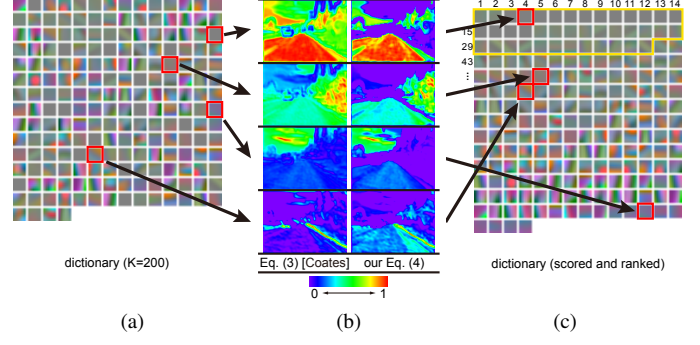 1 2 3 4 5 6 7 8 9 10 11 12 13 14
15
29
43
⋮
dictionary (K=200)
Eq. (3) [Coates] our Eq. (4)
0 1
dictionary (scored and ranked)
(a) (b) (c)